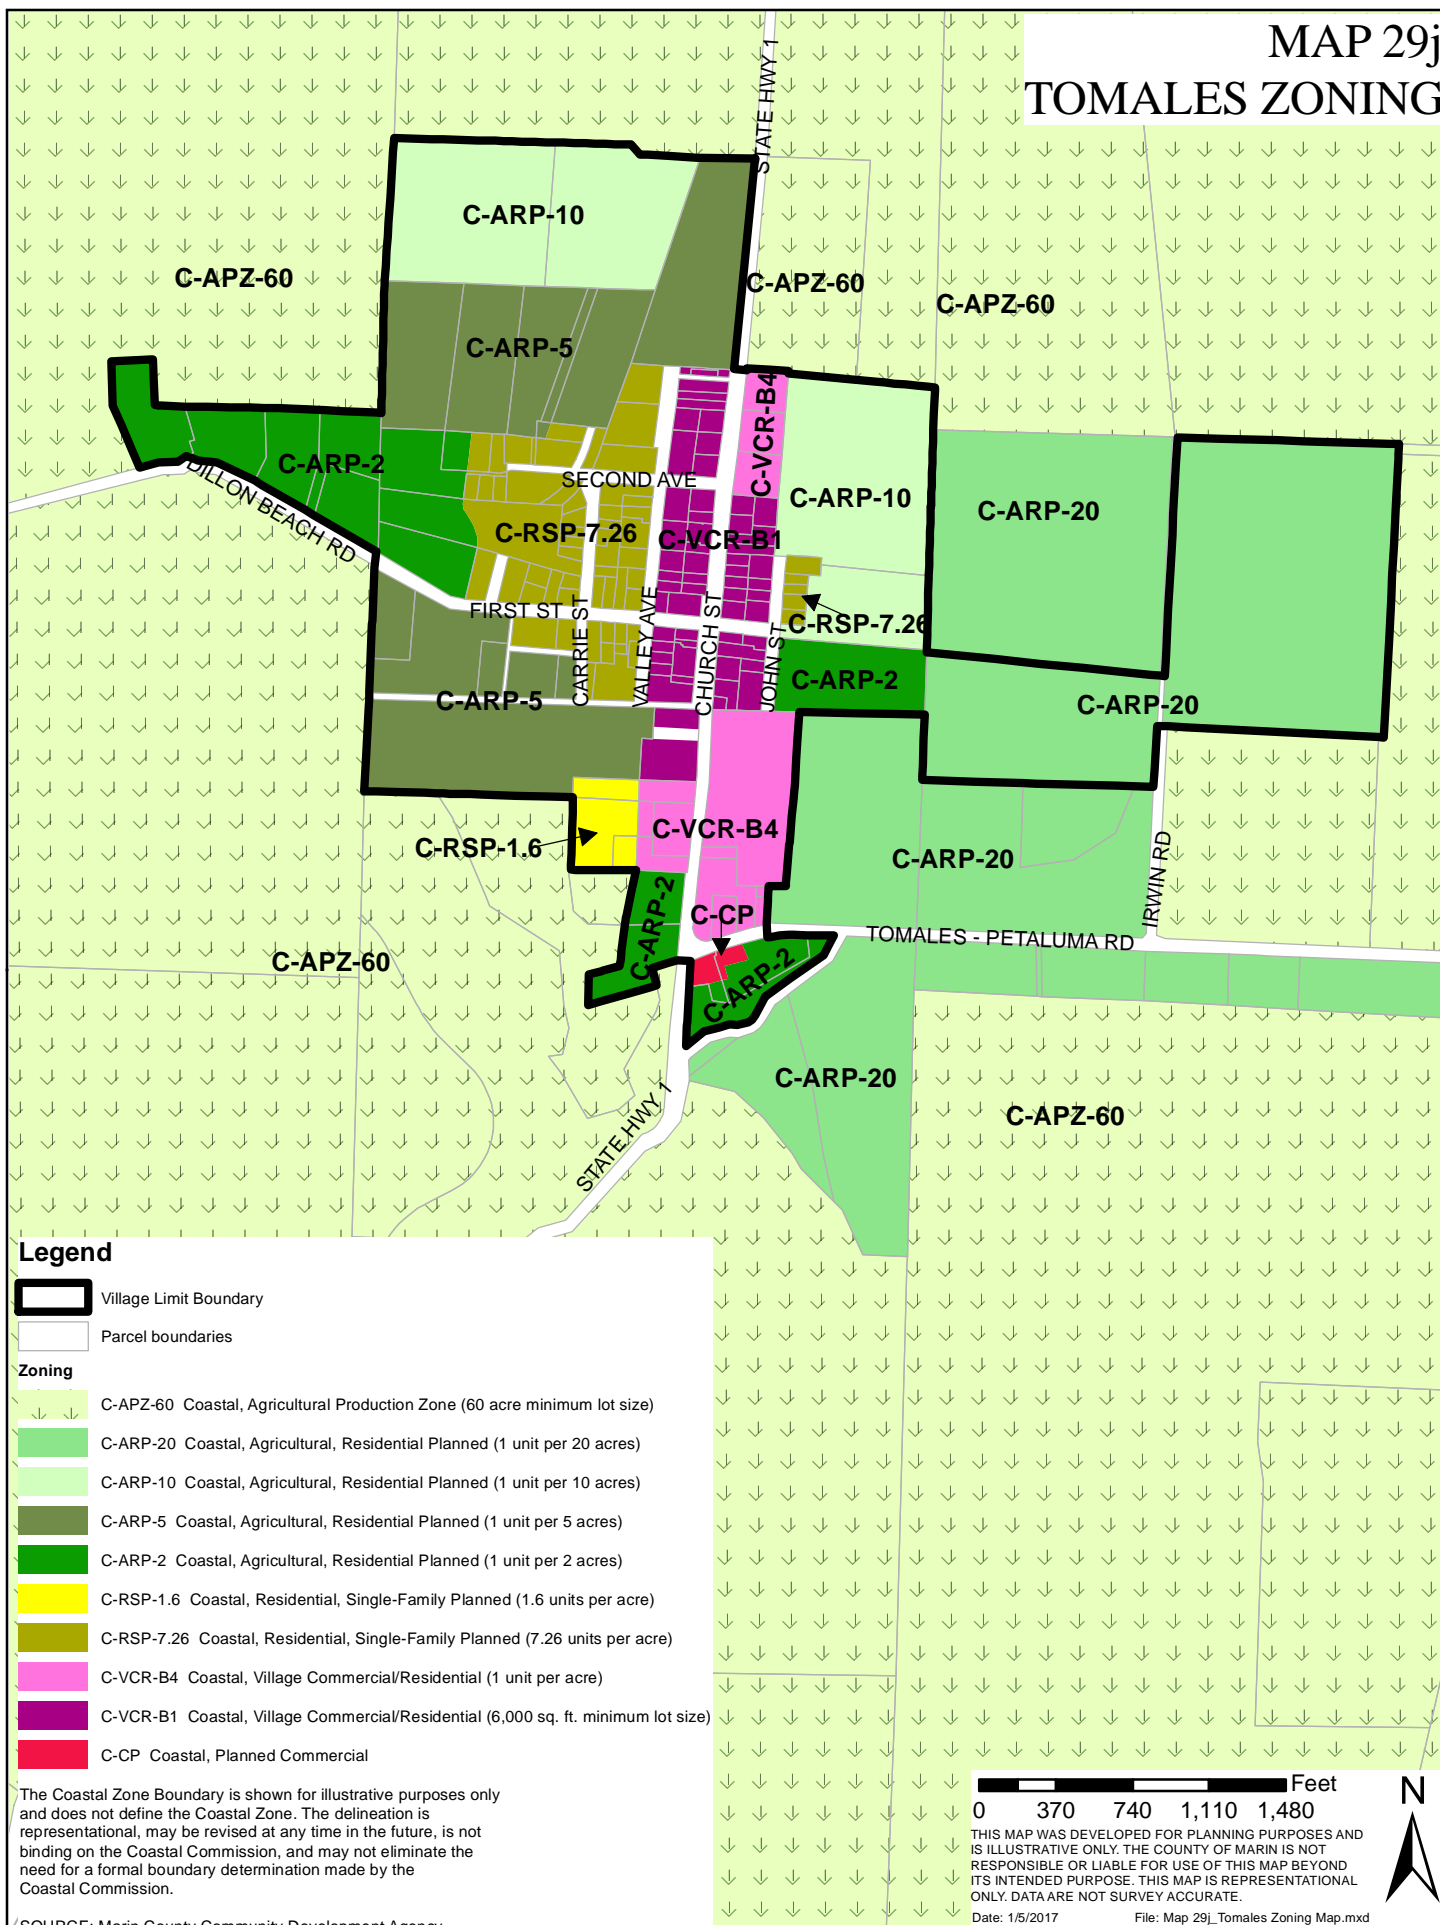 MAP 29j
TOMALES ZONING
STATE HWY 1
C-ARP-10
C-APZ-60
C-APZ-60
C-APZ-60
C-ARP-5
C-VCR-B4
C-ARP-2
SECOND AVE
C-ARP-10
C-ARP-20
DILLON BEACH RD
C-RSP-7.26
C-VCR-B1
FIRST ST
CARRIE ST
VALLEY AVE
CHURCH ST
JOHN ST
C-RSP-7.26
C-ARP-2
C-ARP-5
C-ARP-20
C-VCR-B4
C-RSP-1.6
C-ARP-20
IRWIN RD
C-ARP-2
C-CP
TOMALES - PETALUMA RD
C-APZ-60
C-ARP-2
C-ARP-20
C-APZ-60
STATE HWY 1
Legend
Village Limit Boundary
Parcel boundaries
Zoning
C-APZ-60 Coastal, Agricultural Production Zone (60 acre minimum lot size)
C-ARP-20 Coastal, Agricultural, Residential Planned (1 unit per 20 acres)
C-ARP-10 Coastal, Agricultural, Residential Planned (1 unit per 10 acres)
C-ARP-5 Coastal, Agricultural, Residential Planned (1 unit per 5 acres)
C-ARP-2 Coastal, Agricultural, Residential Planned (1 unit per 2 acres)
C-RSP-1.6 Coastal, Residential, Single-Family Planned (1.6 units per acre)
C-RSP-7.26 Coastal, Residential, Single-Family Planned (7.26 units per acre)
C-VCR-B4 Coastal, Village Commercial/Residential (1 unit per acre)
C-VCR-B1 Coastal, Village Commercial/Residential (6,000 sq. ft. minimum lot size)
C-CP Coastal, Planned Commercial
The Coastal Zone Boundary is shown for illustrative purposes only
and does not define the Coastal Zone. The delineation is
representational, may be revised at any time in the future, is not
binding on the Coastal Commission, and may not eliminate the
need for a formal boundary determination made by the
Coastal Commission.
SOURCE: Marin County Community Development Agency
Feet
0 370 740 1,110 1,480
N
THIS MAP WAS DEVELOPED FOR PLANNING PURPOSES AND
IS ILLUSTRATIVE ONLY. THE COUNTY OF MARIN IS NOT
RESPONSIBLE OR LIABLE FOR USE OF THIS MAP BEYOND
ITS INTENDED PURPOSE. THIS MAP IS REPRESENTATIONAL
ONLY. DATA ARE NOT SURVEY ACCURATE.
Date: 1/5/2017 File: Map 29j_Tomales Zoning Map.mxd